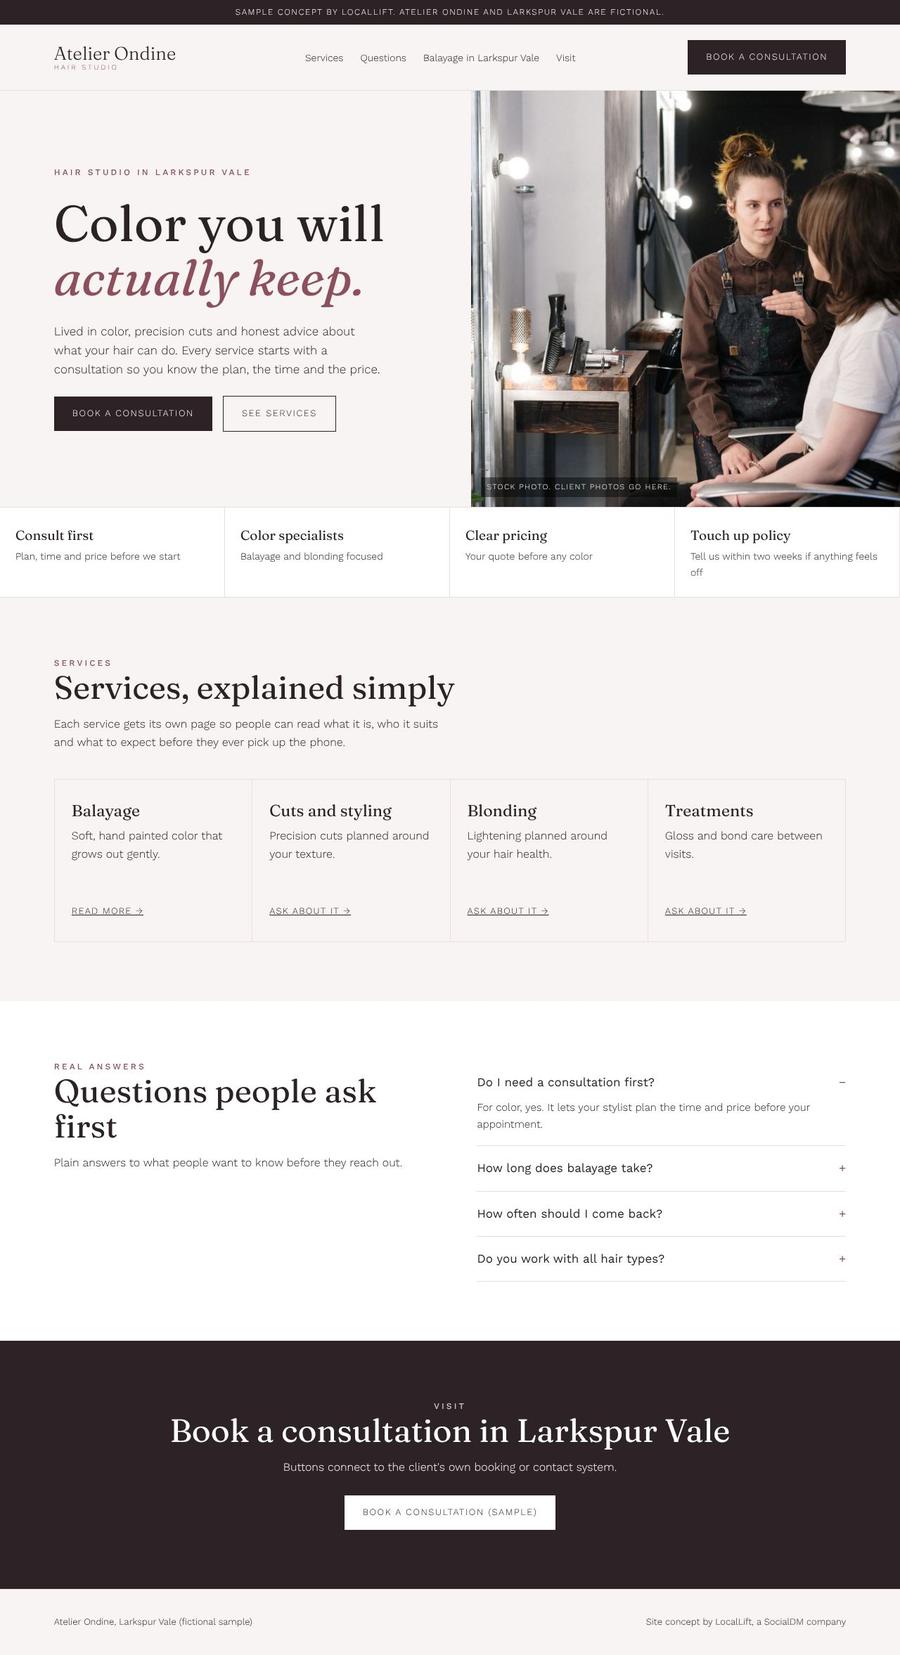 SAMPLE CONCEPT BY LOCALLIFT. ATELIER ONDINE AND LARKSPUR VALE ARE FICTIONAL.
Atelier Ondine
HAIR STUDIO
Services
Questions
Balayage in Larkspur Vale
Visit
BOOK A CONSULTATION
HAIR STUDIO IN LARKSPUR VALE
Color you will
actually keep.
Lived in color, precision cuts and honest advice about
what your hair can do. Every service starts with a
consultation so you know the plan, the time and the price.
BOOK A CONSULTATION
SEE SERVICES
STOCK PHOTO. CLIENT PHOTOS GO HERE.
Consult first
Plan, time and price before we start
Color specialists
Balayage and blonding focused
Clear pricing
Your quote before any color
Touch up policy
Tell us within two weeks if anything feels
off
SERVICES
Services, explained simply
Each service gets its own page so people can read what it is, who it suits
and what to expect before they ever pick up the phone.
Balayage
Soft, hand painted color that
grows out gently.
READ MORE →
Cuts and styling
Precision cuts planned around
your texture.
ASK ABOUT IT →
Blonding
Lightening planned around
your hair health.
ASK ABOUT IT →
Treatments
Gloss and bond care between
visits.
ASK ABOUT IT →
REAL ANSWERS
Questions people ask
first
Plain answers to what people want to know before they reach out.
Do I need a consultation first? −
For color, yes. It lets your stylist plan the time and price before your
appointment.
How long does balayage take? +
How often should I come back? +
Do you work with all hair types? +
VISIT
Book a consultation in Larkspur Vale
Buttons connect to the client's own booking or contact system.
BOOK A CONSULTATION (SAMPLE)
Atelier Ondine, Larkspur Vale (fictional sample)
Site concept by LocalLift, a SocialDM company